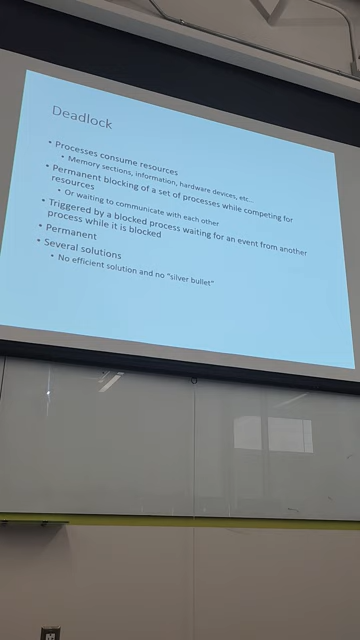 Deadlock
• Processes consume resources
• Memory sections, information, hardware devices, etc…
• Permanent blocking of a set of processes while competing for
resources
• Or waiting to communicate with each other
• Triggered by a blocked process waiting for an event from another
process while it is blocked
• Permanent
• Several solutions
• No efficient solution and no "silver bullet"